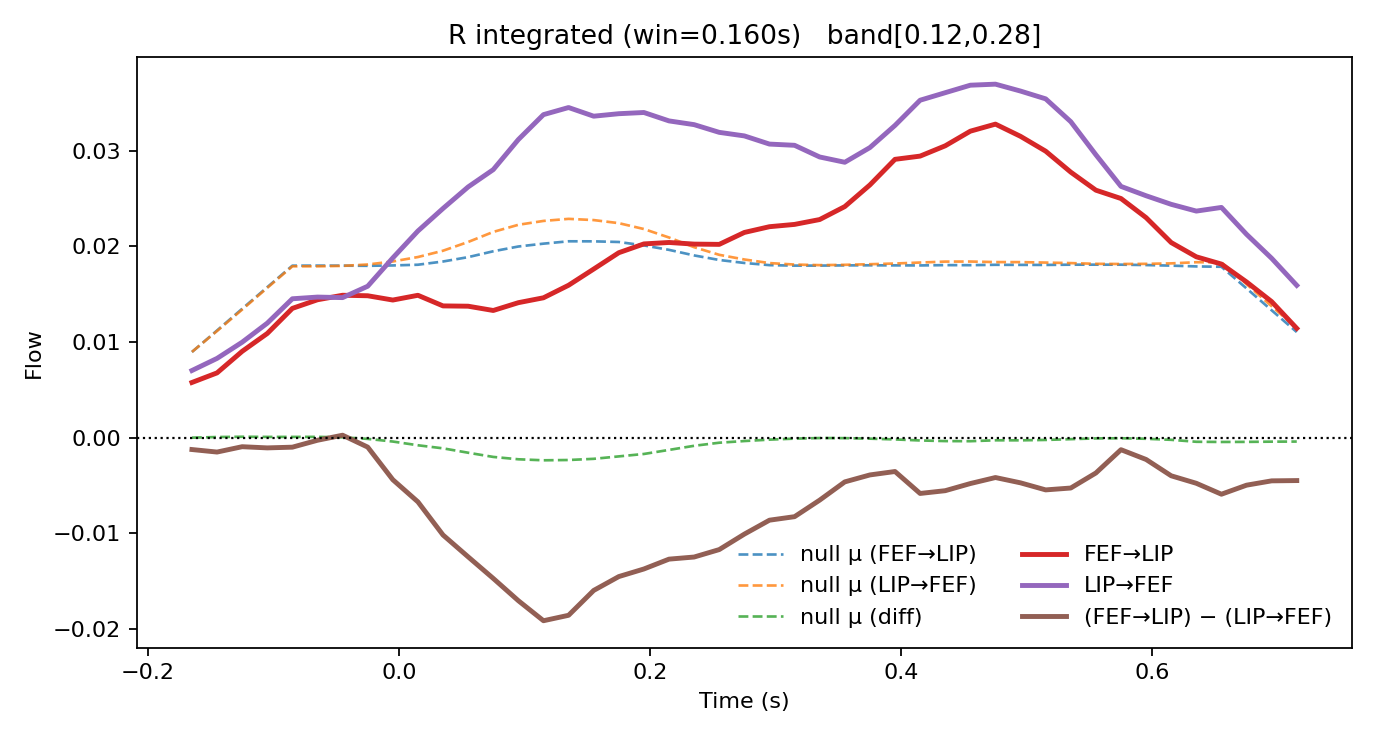 R integrated (win=0.160s)   band[0.12,0.28]
Flow
0.03
0.02
0.01
0.00
−0.01
−0.02
null μ (FEF→LIP)
null μ (LIP→FEF)
null μ (diff)
FEF→LIP
LIP→FEF
(FEF→LIP) − (LIP→FEF)
−0.2
0.0
0.2
0.4
0.6
Time (s)